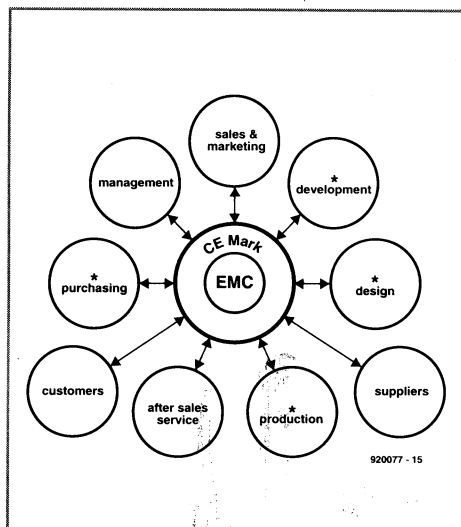 sales &
marketing
management
*
development
CE Mark
EMC
*
purchasing
*
design
customers
after sales
service
*
production
suppliers
920077 - 15